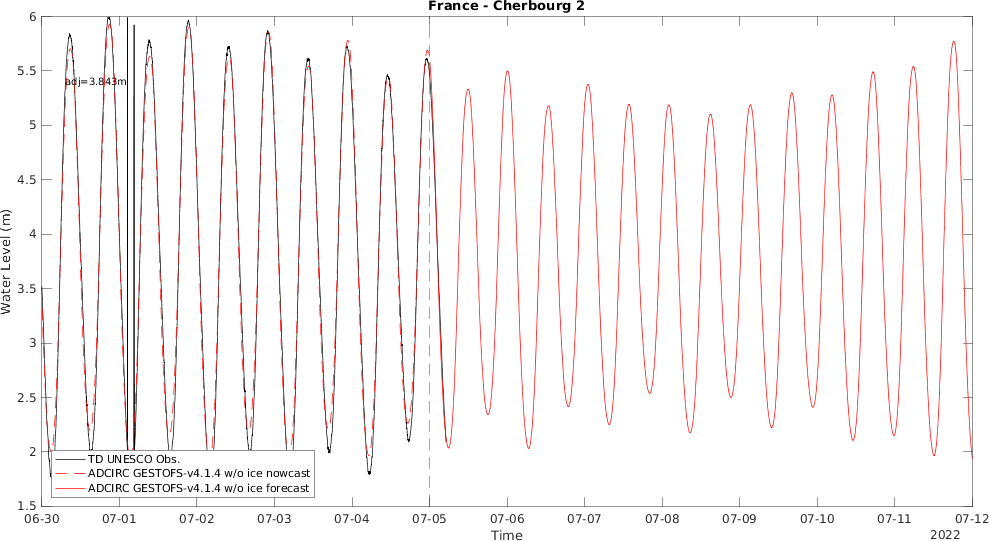 France - Cherbourg 2
6
5.5
adj=3.843m
5
4.5
4
3.5
3
2.5
2
1.5
Water Level (m)
TD UNESCO Obs.
ADCIRC GESTOFS-v4.1.4 w/o ice nowcast
ADCIRC GESTOFS-v4.1.4 w/o ice forecast
06-30 07-01 07-02 07-03 07-04 07-05 07-06 07-07 07-08 07-09 07-10 07-11 07-12
Time
2022